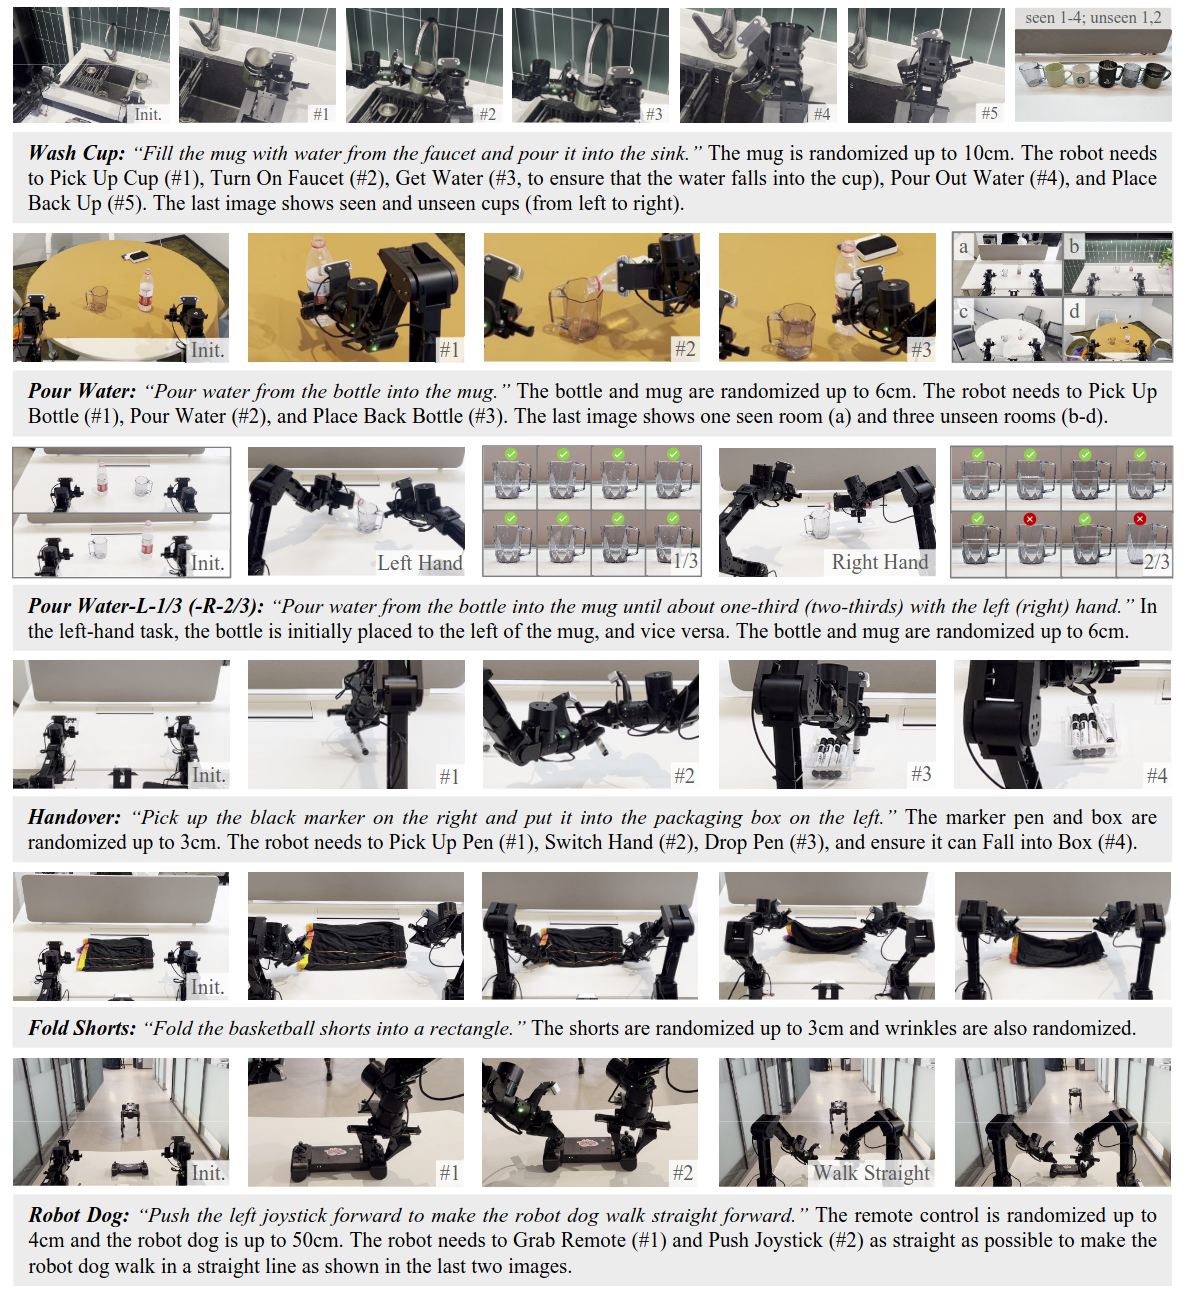 seen 1-4; unseen 1,2
Init.
#1
#2
#3
#4
#5
Wash Cup: “Fill the mug with water from the faucet and pour it into the sink.” The mug is randomized up to 10cm. The robot needs
to Pick Up Cup (#1), Turn On Faucet (#2), Get Water (#3, to ensure that the water falls into the cup), Pour Out Water (#4), and Place
Back Up (#5). The last image shows seen and unseen cups (from left to right).
a
b
c
d
Init.
#1
#2
#3
Pour Water: “Pour water from the bottle into the mug.” The bottle and mug are randomized up to 6cm. The robot needs to Pick Up
Bottle (#1), Pour Water (#2), and Place Back Bottle (#3). The last image shows one seen room (a) and three unseen rooms (b-d).
Init.
Left Hand
1/3
Right Hand
2/3
Pour Water-L-1/3 (-R-2/3): “Pour water from the bottle into the mug until about one-third (two-thirds) with the left (right) hand.” In
the left-hand task, the bottle is initially placed to the left of the mug, and vice versa. The bottle and mug are randomized up to 6cm.
Init.
#1
#2
#3
#4
Handover: “Pick up the black marker on the right and put it into the packaging box on the left.” The marker pen and box are
randomized up to 3cm. The robot needs to Pick Up Pen (#1), Switch Hand (#2), Drop Pen (#3), and ensure it can Fall into Box (#4).
Init.
Fold Shorts: “Fold the basketball shorts into a rectangle.” The shorts are randomized up to 3cm and wrinkles are also randomized.
Init.
#1
#2
Walk Straight
Robot Dog: “Push the left joystick forward to make the robot dog walk straight forward.” The remote control is randomized up to
4cm and the robot dog is up to 50cm. The robot needs to Grab Remote (#1) and Push Joystick (#2) as straight as possible to make the
robot dog walk in a straight line as shown in the last two images.